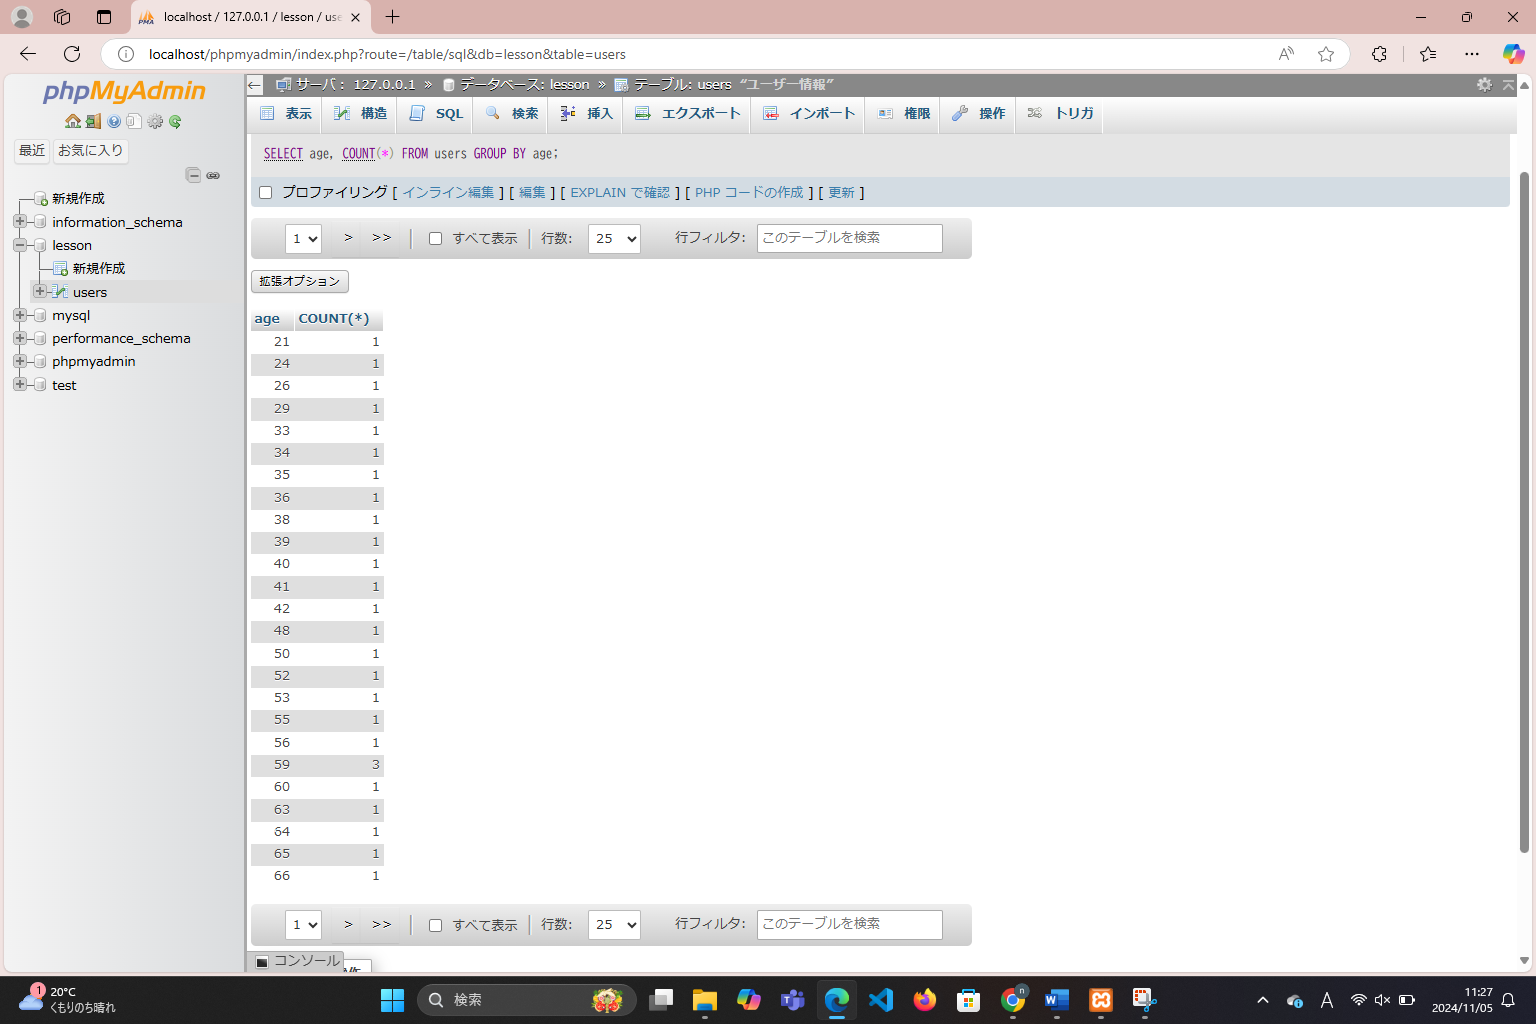 localhost / 127.0.0.1 / lesson / use
localhost/phpmyadmin/index.php?route=/table/sql&db=lesson&table=users
phpMyAdmin
最近 お気に入り
新規作成
information_schema
lesson
新規作成
users
mysql
performance_schema
phpmyadmin
test
サーバ: 127.0.0.1 » データベース: lesson » テーブル: users “ユーザー情報”
表示 構造 SQL 検索 挿入 エクスポート インポート 権限 操作 トリガ
SELECT age, COUNT(*) FROM users GROUP BY age;
プロファイリング [ インライン編集 ] [ 編集 ] [ EXPLAIN で確認 ] [ PHP コードの作成 ] [ 更新 ]
1 > >> すべて表示 行数: 25 行フィルタ: このテーブルを検索
拡張オプション
age COUNT(*)
21 1
24 1
26 1
29 1
33 1
34 1
35 1
36 1
38 1
39 1
40 1
41 1
42 1
48 1
50 1
52 1
53 1
55 1
56 1
59 3
60 1
63 1
64 1
65 1
66 1
1 > >> すべて表示 行数: 25 行フィルタ: このテーブルを検索
コンソール
1 20°C
くもりのち晴れ
検索
n
A
11:27
2024/11/05